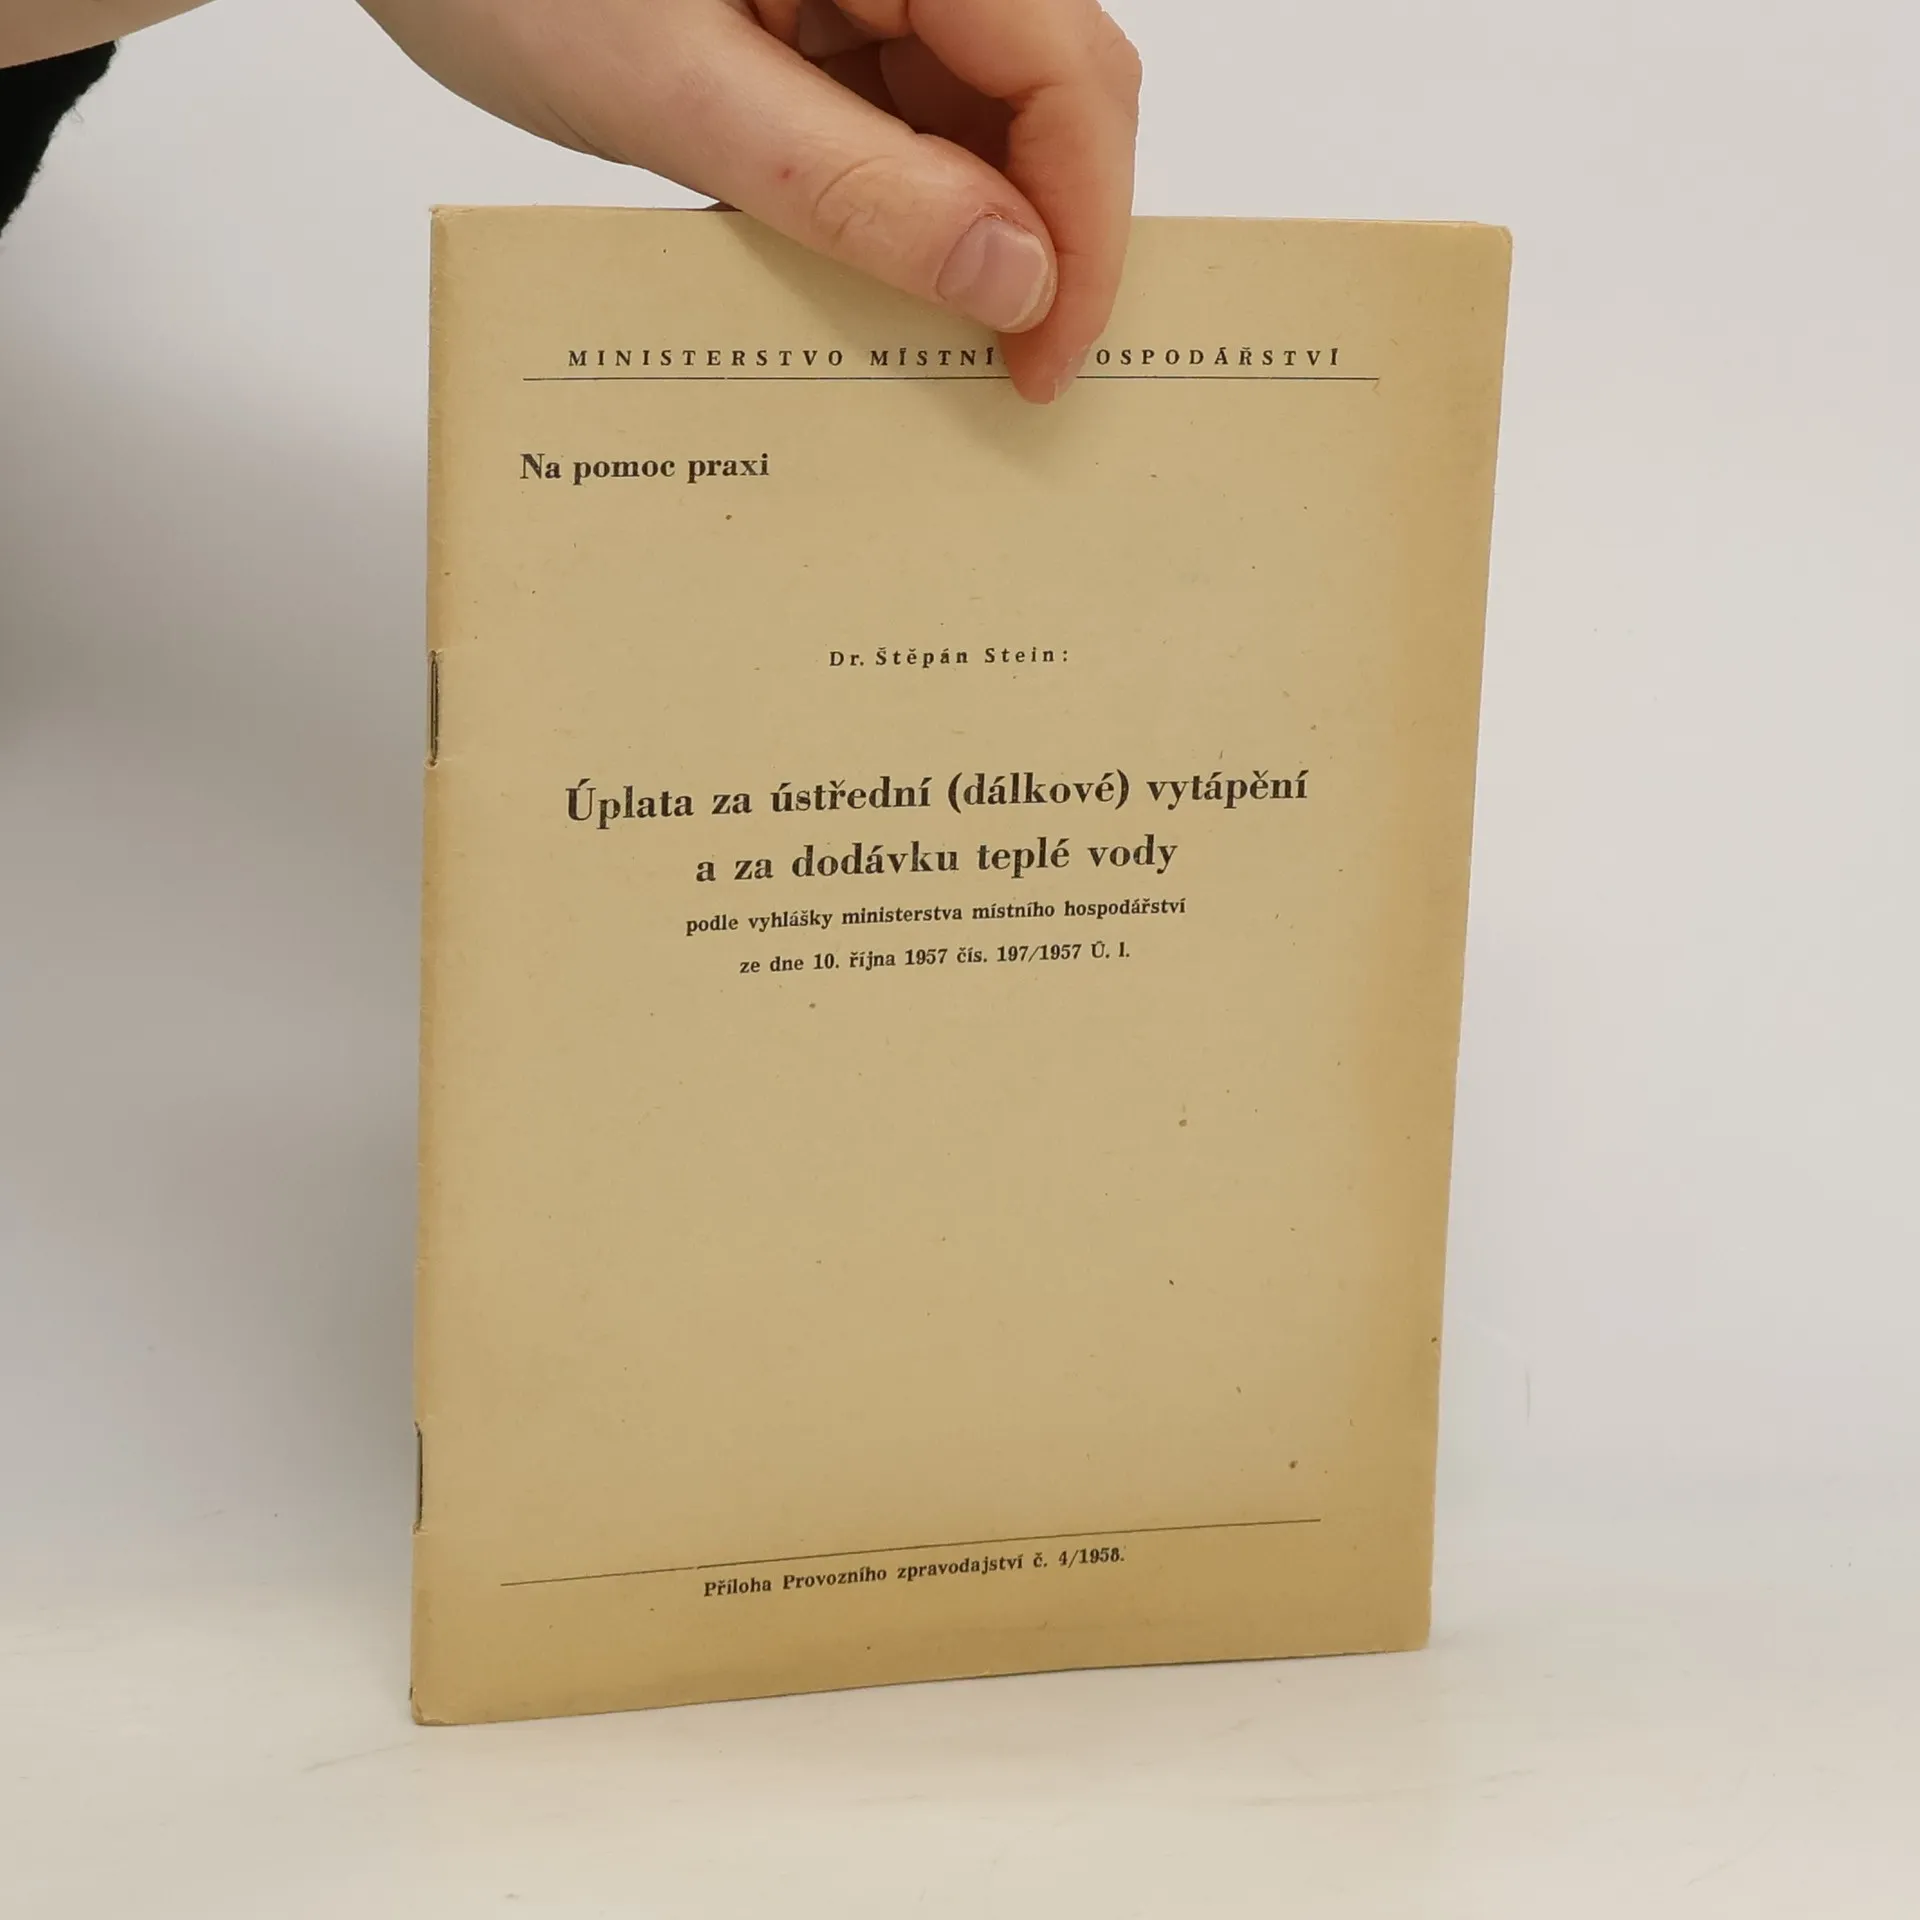 MINISTERSTVO MÍSTNÍ OSPODÁŘSTVÍ
Na pomoc praxi
Dr. Štěpán Stein:
Úplata za ústřední (dálkové) vytápění
a za dodávku teplé vody
podle vyhlášky ministerstva místního hospodářství
ze dne 10. října 1957 čís. 197/1957 Ú. l.
Příloha Provozního zpravodajství č. 4/1958.